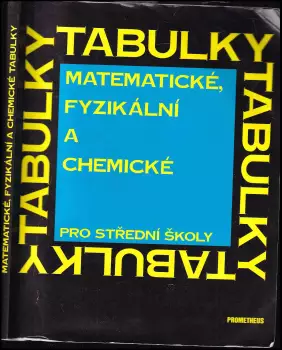 MATEMATICKÉ, FYZIKÁLNÍ A CHEMICKÉ TABULKY
TABULKY
TABULKY
TABULKY
TABULKY
MATEMATICKÉ,
FYZIKÁLNÍ
A
CHEMICKÉ
PRO STŘEDNÍ ŠKOLY
PROMETHEUS